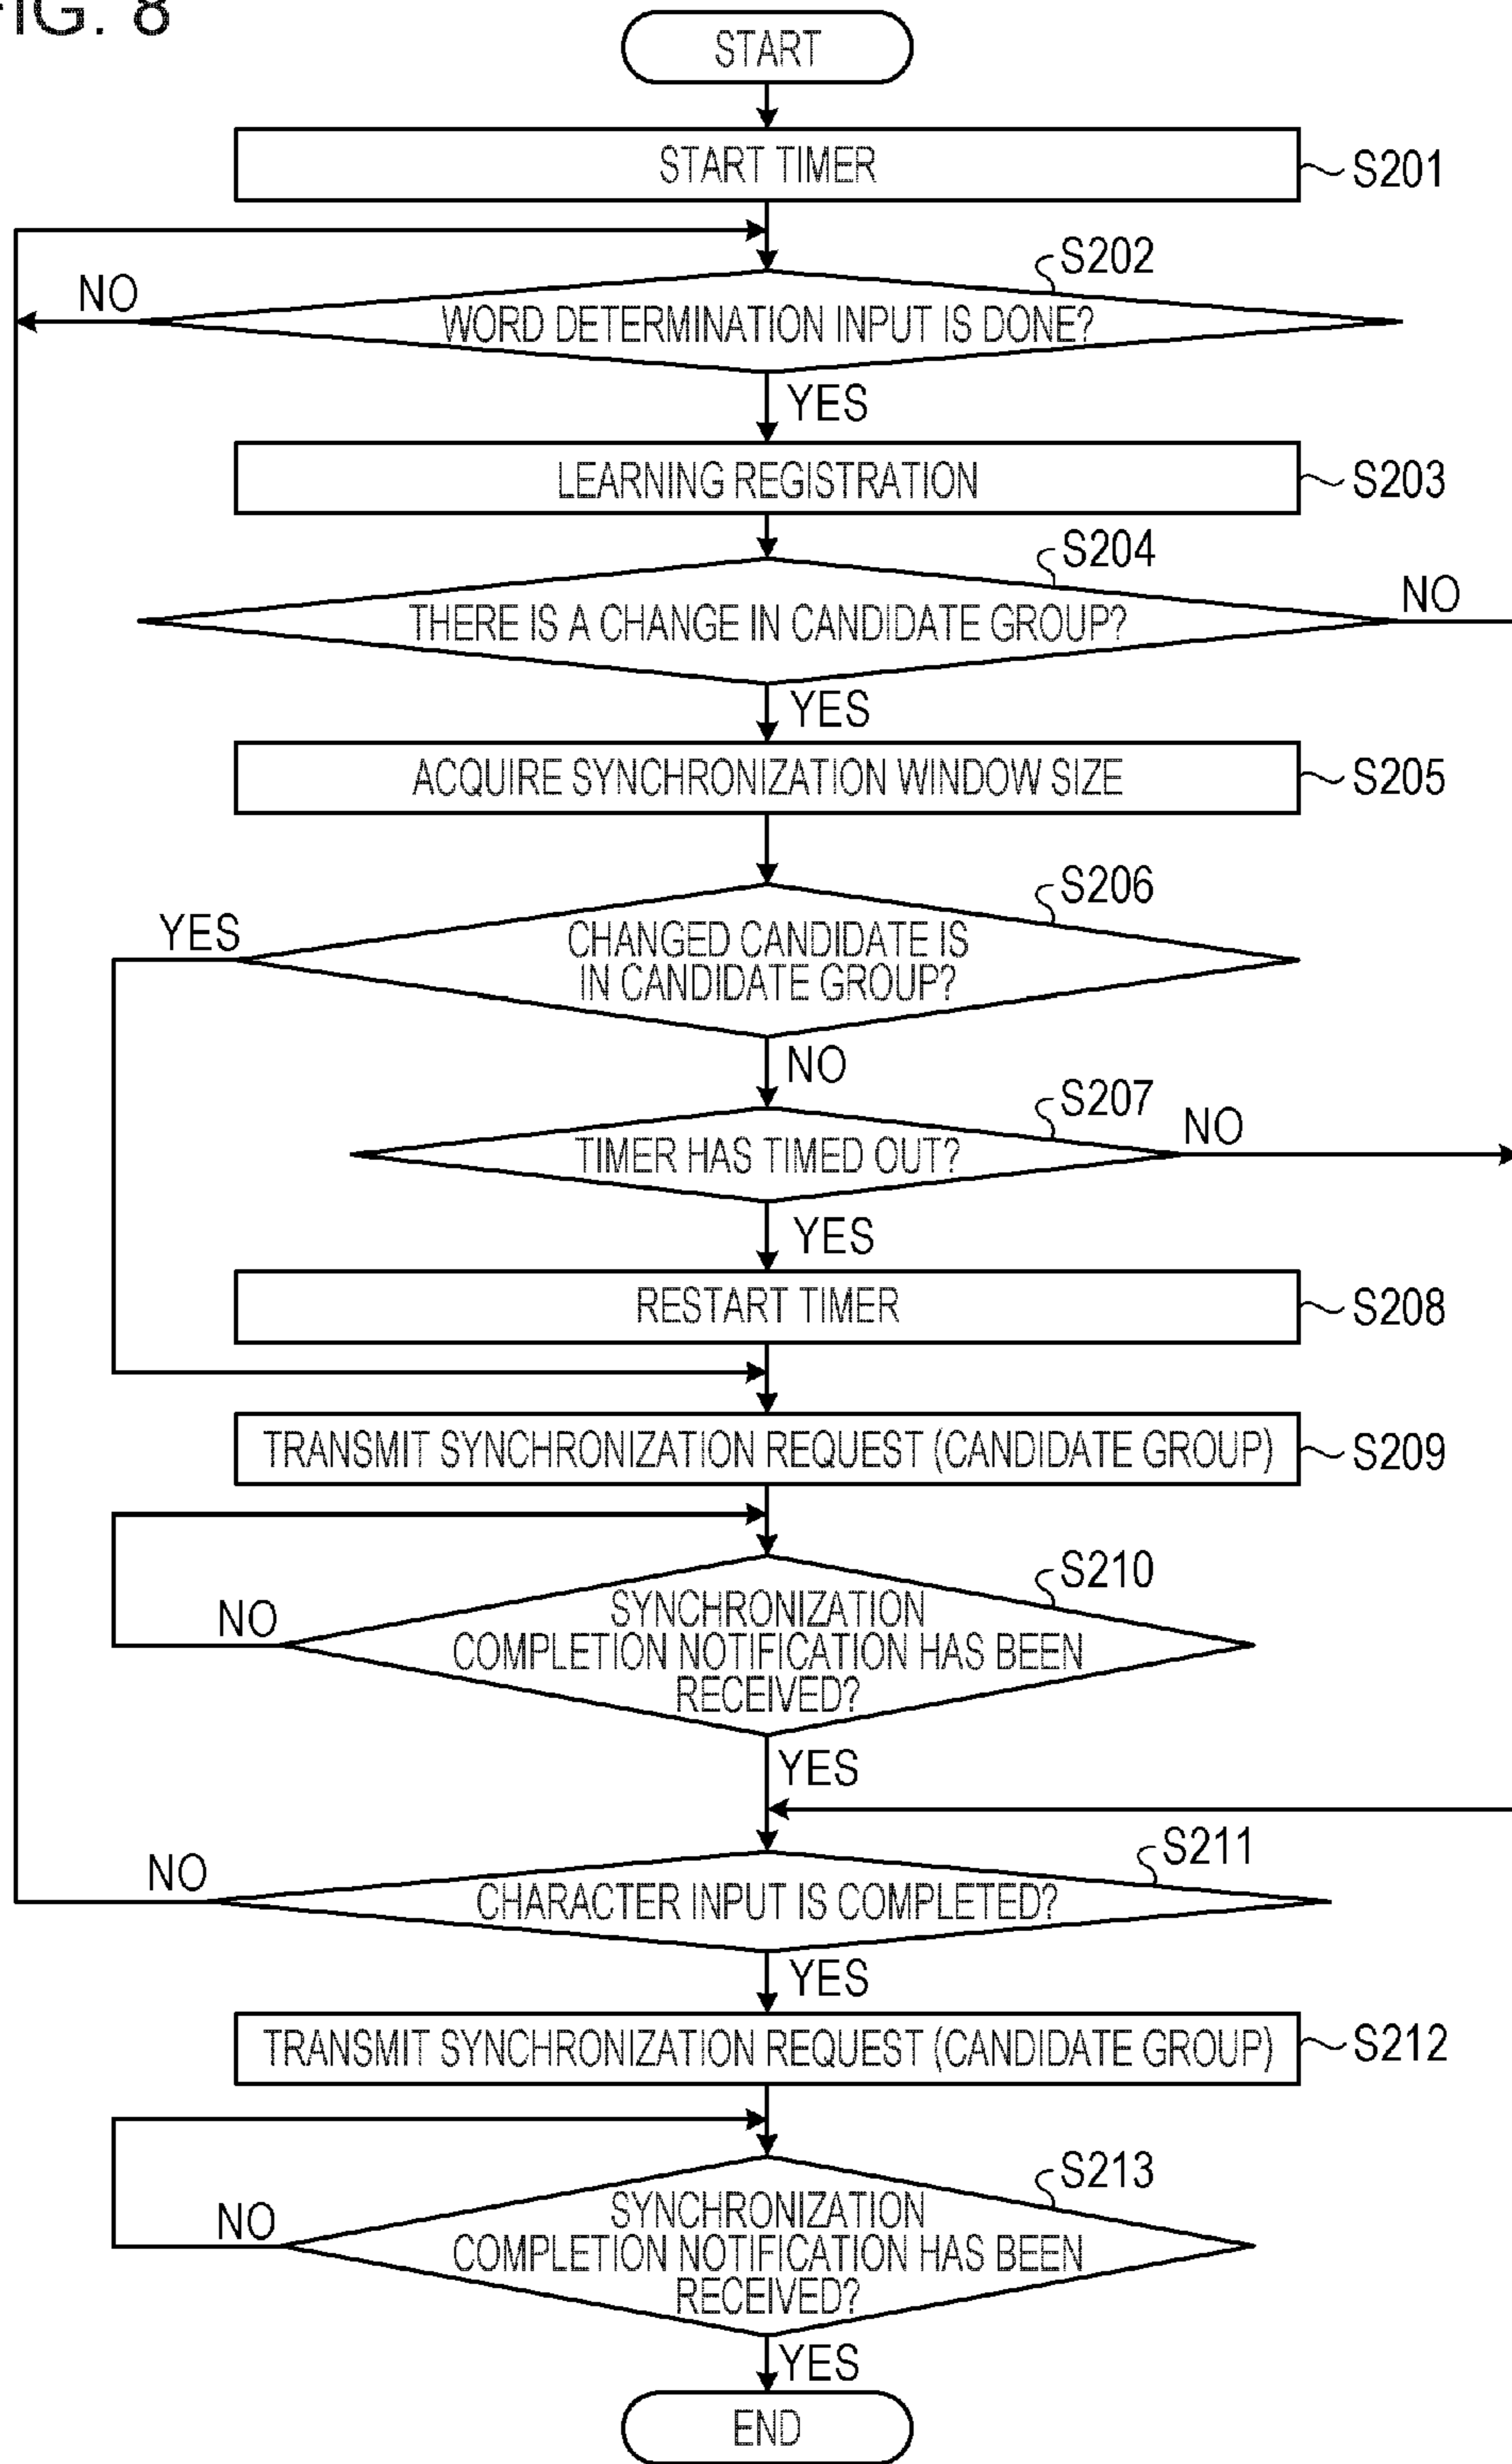 FIG. 8
START
START TIMER
S201
S202
NO
WORD DETERMINATION INPUT IS DONE?
YES
LEARNING REGISTRATION
S203
S204
NO
THERE IS A CHANGE IN CANDIDATE GROUP?
YES
ACQUIRE SYNCHRONIZATION WINDOW SIZE
S205
S206
YES
CHANGED CANDIDATE IS
IN CANDIDATE GROUP?
NO
S207
NO
TIMER HAS TIMED OUT?
YES
RESTART TIMER
S208
TRANSMIT SYNCHRONIZATION REQUEST (CANDIDATE GROUP)
S209
S210
NO
SYNCHRONIZATION
COMPLETION NOTIFICATION HAS BEEN
RECEIVED?
YES
S211
NO
CHARACTER INPUT IS COMPLETED?
YES
TRANSMIT SYNCHRONIZATION REQUEST (CANDIDATE GROUP)
S212
S213
NO
SYNCHRONIZATION
COMPLETION NOTIFICATION HAS BEEN
RECEIVED?
YES
END